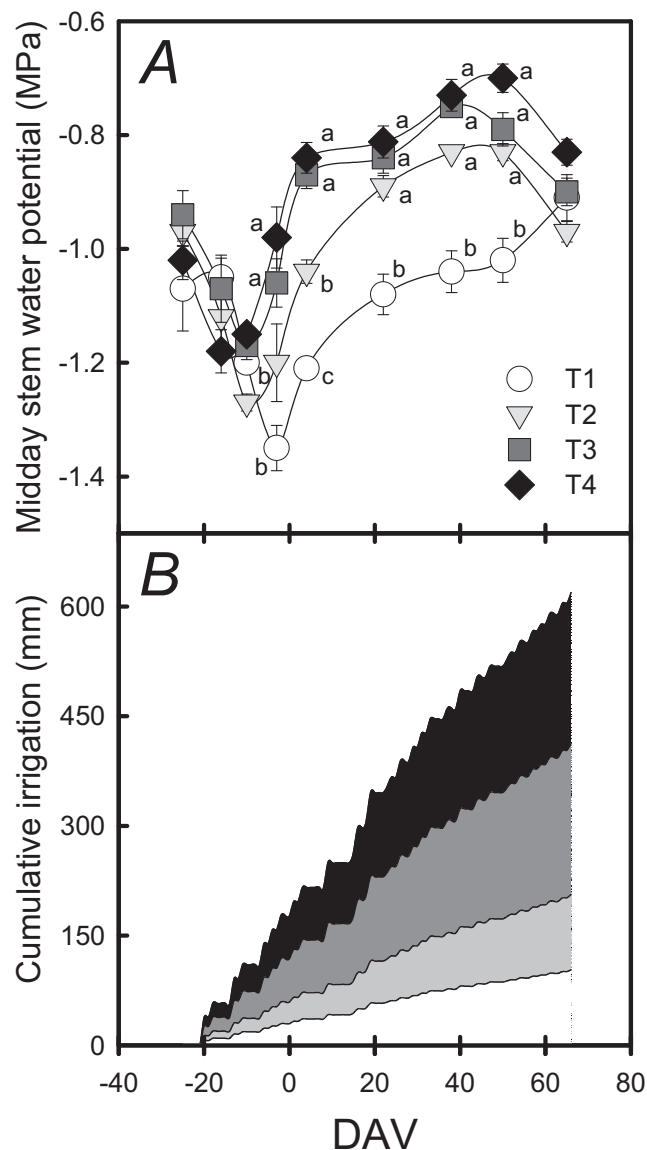 Midday stem water potential (MPa)
-0.6
-0.8
-1.0
-1.2
-1.4
A
a
a
a
a
a
a
a
a
a
a
a
a
a
b
b
b
b
b
b
b
c
T1
T2
T3
T4
B
Cumulative irrigation (mm)
600
450
300
150
0
-40
-20
0
20
40
60
80
DAV